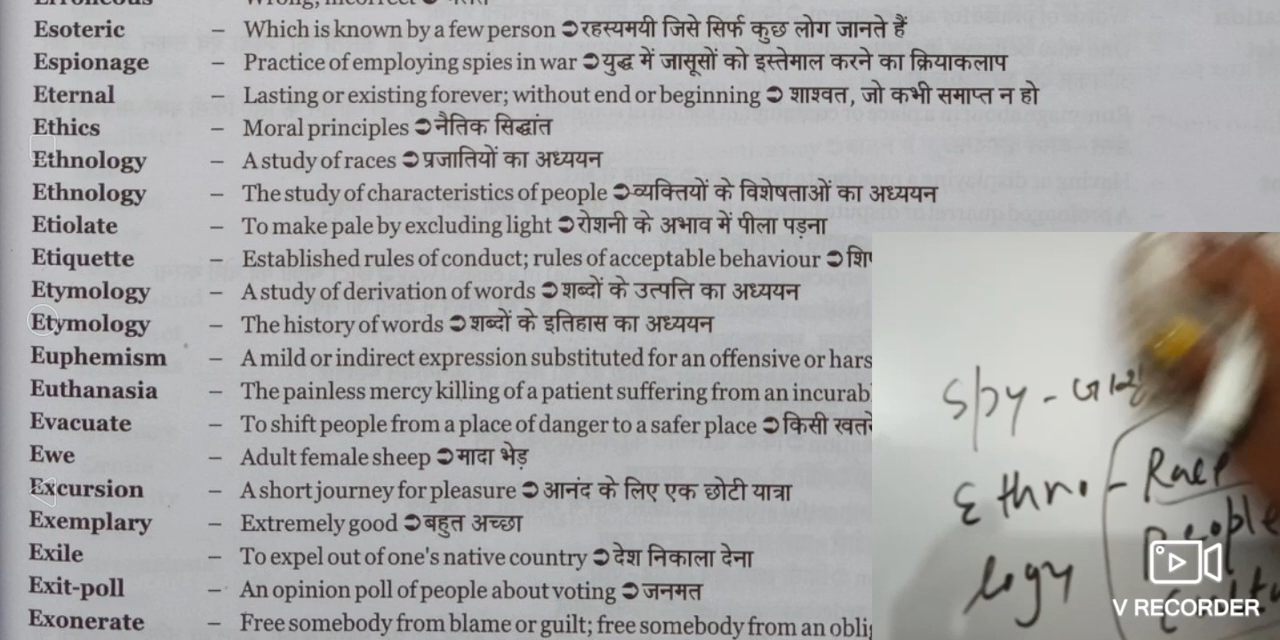 Erroneous – Wrong, incorrect ➲ गलत
Esoteric – Which is known by a few person ➲ रहस्यमयी जिसे सिर्फ कुछ लोग जानते हैं
Espionage – Practice of employing spies in war ➲ युद्ध में जासूसों को इस्तेमाल करने का क्रियाकलाप
Eternal – Lasting or existing forever; without end or beginning ➲ शाश्वत, जो कभी समाप्त न हो
Ethics – Moral principles ➲ नैतिक सिद्धांत
Ethnology – A study of races ➲ प्रजातियों का अध्ययन
Ethnology – The study of characteristics of people ➲ व्यक्तियों के विशेषताओं का अध्ययन
Etiolate – To make pale by excluding light ➲ रोशनी के अभाव में पीला पड़ना
Etiquette – Established rules of conduct; rules of acceptable behaviour ➲
Etymology – A study of derivation of words ➲ शब्दों के उत्पत्ति का अध्ययन
Etymology – The history of words ➲ शब्दों के इतिहास का अध्ययन
Euphemism – A mild or indirect expression substituted for an offensive or hars
Euthanasia – The painless mercy killing of a patient suffering from an incurab
Evacuate – To shift people from a place of danger to a safer place ➲ किसी खतरे
Ewe – Adult female sheep ➲ मादा भेड़
Excursion – A short journey for pleasure ➲ आनंद के लिए एक छोटी यात्रा
Exemplary – Extremely good ➲ बहुत अच्छा
Exile – To expel out of one's native country ➲ देश निकाला देना
Exit-poll – An opinion poll of people about voting ➲ जनमत
Exonerate – Free somebody from blame or guilt; free somebody from an oblig
Spy -
Ethno - Race
People
logy
V RECORDER